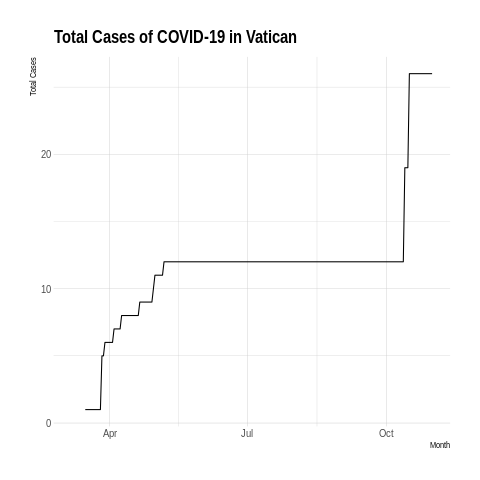 Total Cases of COVID-19 in Vatican
Total Cases
20
10
0
Apr Jul Oct
Month